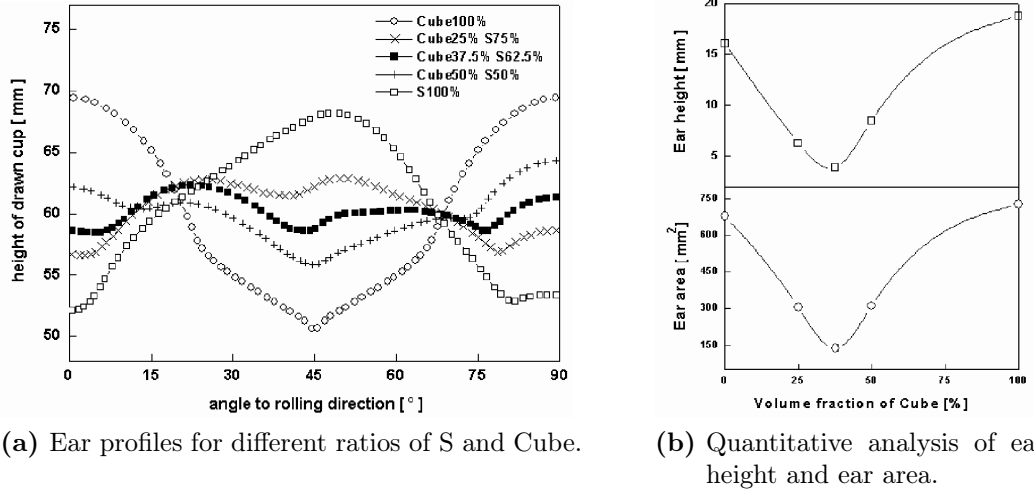 75
70
65
60
55
50
height of drawn cup [ mm ]
Cube100%
Cube25% S75%
Cube37.5% S62.5%
Cube50% S50%
S100%
0 15 30 45 60 75 90
angle to rolling direction [ ° ]
15
20
10
5
Ear height [ mm ]
750
600
450
300
150
Ear area [ mm2 ]
0 25 50 75 100
Volume fraction of Cube [%]
(a) Ear profiles for different ratios of S and Cube.
(b) Quantitative analysis of ea
height and ear area.